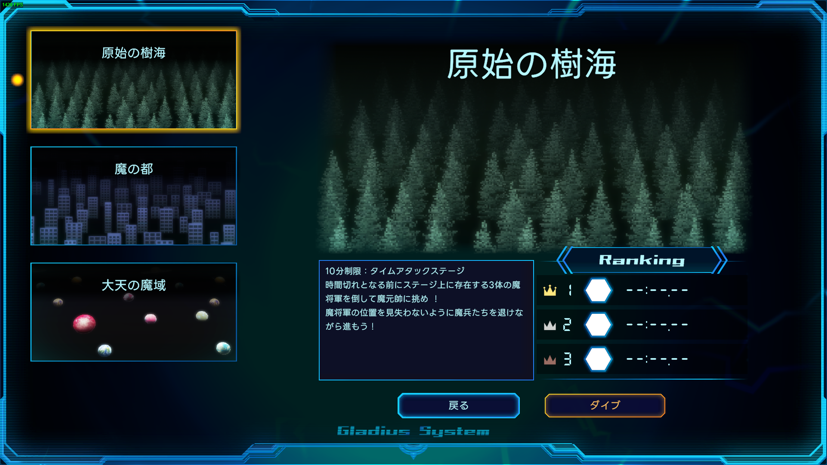 原始の樹海
魔の都
大天の魔域
原始の樹海
10分制限：タイムアタックステージ
時間切れとなる前にステージ上に存在する3体の魔
将軍を倒して魔元帥に挑め ！
魔将軍の位置を見失わないように魔兵たちを退けな
がら進もう！
Ranking
1 --:--.--
2 --:--.--
3 --:--.--
戻る
ダイブ
Gladius System